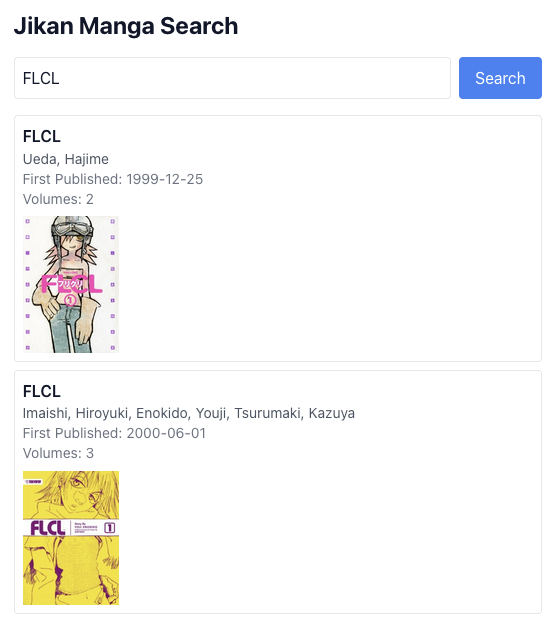 Jikan Manga Search
FLCL
Search
FLCL
Ueda, Hajime
First Published: 1999-12-25
Volumes: 2
FLCL
1
FLCL
Imaishi, Hiroyuki, Enokido, Youji, Tsurumaki, Kazuya
First Published: 2000-06-01
Volumes: 3
FLCL
1